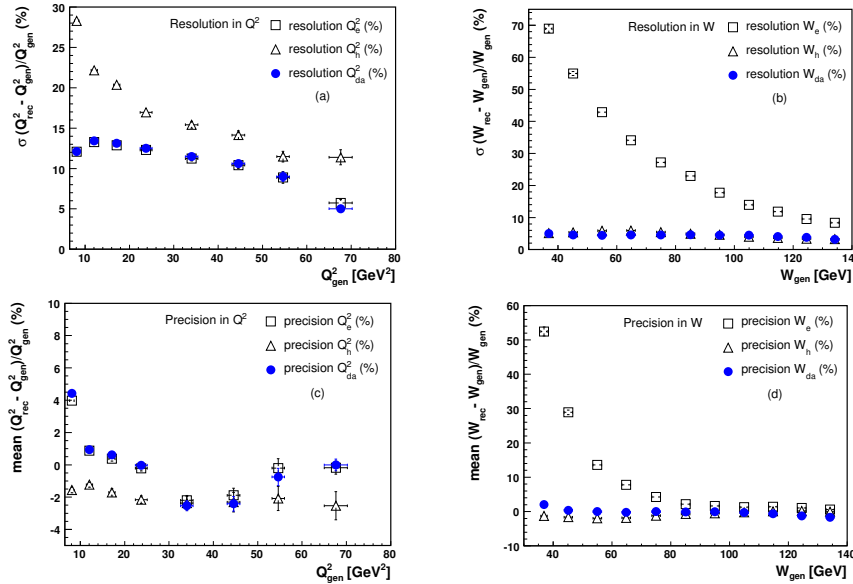 σ (Q²rec - Q²gen)/Q²gen (%)
30
25
20
15
10
5
0
Resolution in Q²
resolution Q²e (%)
resolution Q²h (%)
resolution Q²da (%)
(a)
10 20 30 40 50 60 70 80
Q²gen [GeV²]
σ (Wrec - Wgen)/Wgen (%)
70
60
50
40
30
20
10
0
Resolution in W
resolution We (%)
resolution Wh (%)
resolution Wda (%)
(b)
40 60 80 100 120 140
Wgen [GeV]
mean (Q²rec - Q²gen)/Q²gen (%)
6
4
2
0
-2
-4
Precision in Q²
precision Q²e (%)
precision Q²h (%)
precision Q²da (%)
(c)
10 20 30 40 50 60 70 80
Q²gen [GeV²]
mean (Wrec - Wgen)/Wgen (%)
60
50
40
30
20
10
0
-10
Precision in W
precision We (%)
precision Wh (%)
precision Wda (%)
(d)
40 60 80 100 120 140
Wgen [GeV]